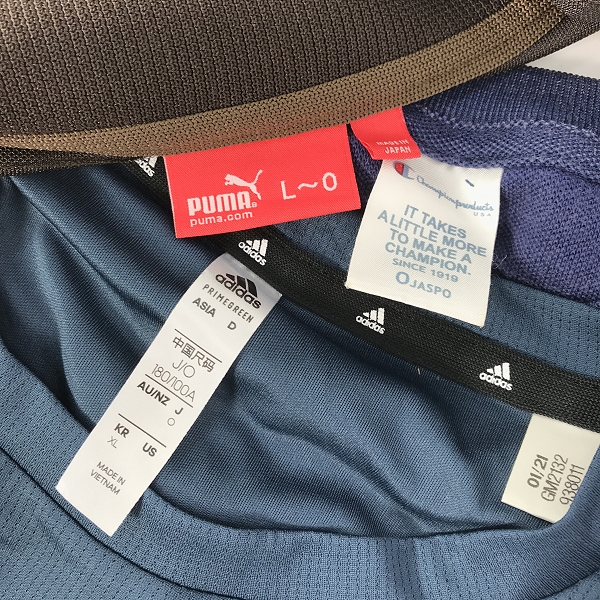 PUMA®
puma.com
L~O
MADE IN
JAPAN
Champion products
USA
IT TAKES
A LITTLE MORE
TO MAKE A
CHAMPION.
SINCE 1919
OJASPO
adidas
adidas
adidas
adidas
PRIMEGREEN
ASIA D
中国尺码
J/O
180/100A
AU/NZ J
O
KR US
XL
MADE IN
VIETNAM
01/21
GM2132
938011